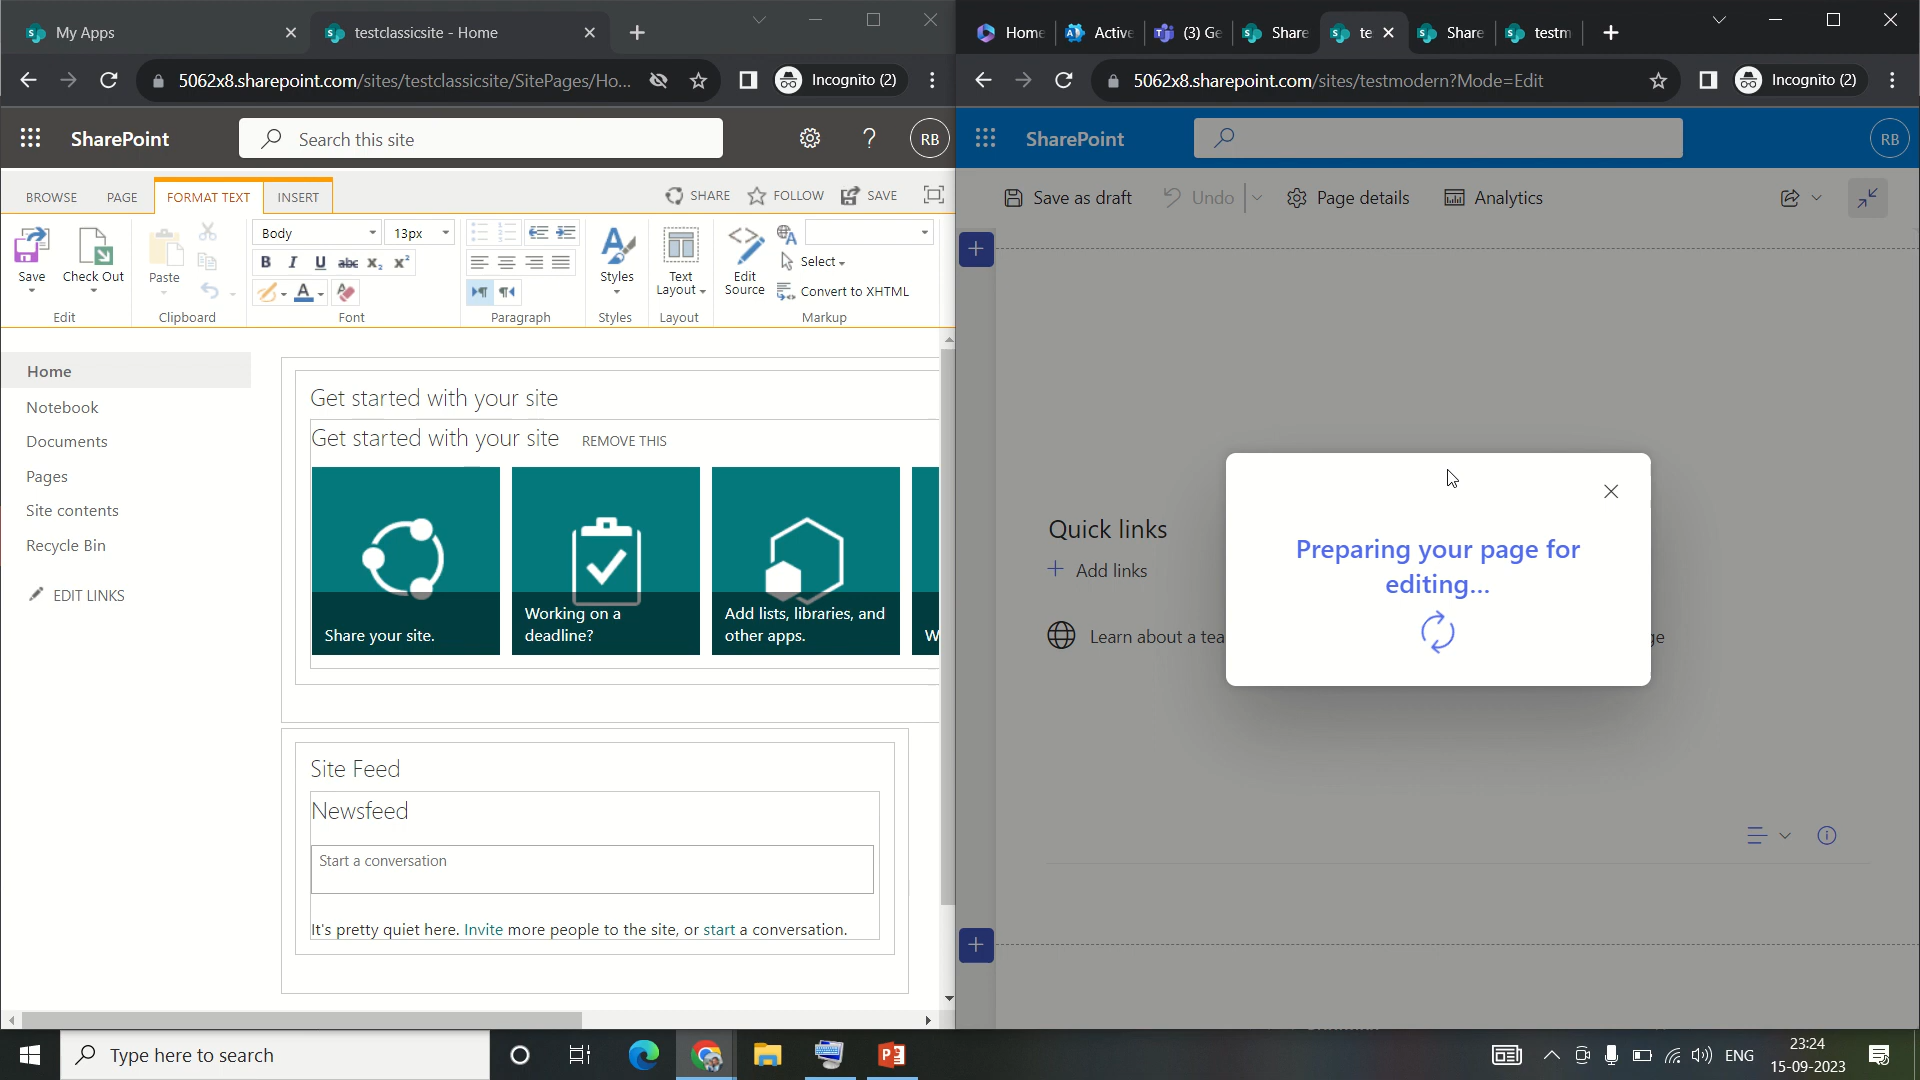 My Apps
testclassicsite - Home
5062x8.sharepoint.com/sites/testclassicsite/SitePages/Ho...
Incognito (2)
SharePoint
Search this site
RB
BROWSE
PAGE
FORMAT TEXT
INSERT
SHARE
FOLLOW
SAVE
Save
Check Out
Edit
Paste
Clipboard
Body
13px
B I U abc x₂ x²
A
Font
Paragraph
Styles
Styles
Text
Layout
Layout
Edit
Source
Select
Convert to XHTML
Markup
Home
Notebook
Documents
Pages
Site contents
Recycle Bin
EDIT LINKS
Get started with your site
Get started with your site
REMOVE THIS
Share your site.
Working on a
deadline?
Add lists, libraries, and
other apps.
W
Site Feed
Newsfeed
Start a conversation
It's pretty quiet here. Invite more people to the site, or start a conversation.
Home
Active
(3) Ge
Share
te
Share
testm
5062x8.sharepoint.com/sites/testmodern?Mode=Edit
Incognito (2)
SharePoint
RB
Save as draft
Undo
Page details
Analytics
Quick links
Add links
Learn about a tea
ge
Preparing your page for
editing...
Type here to search
ENG
23:24
15-09-2023